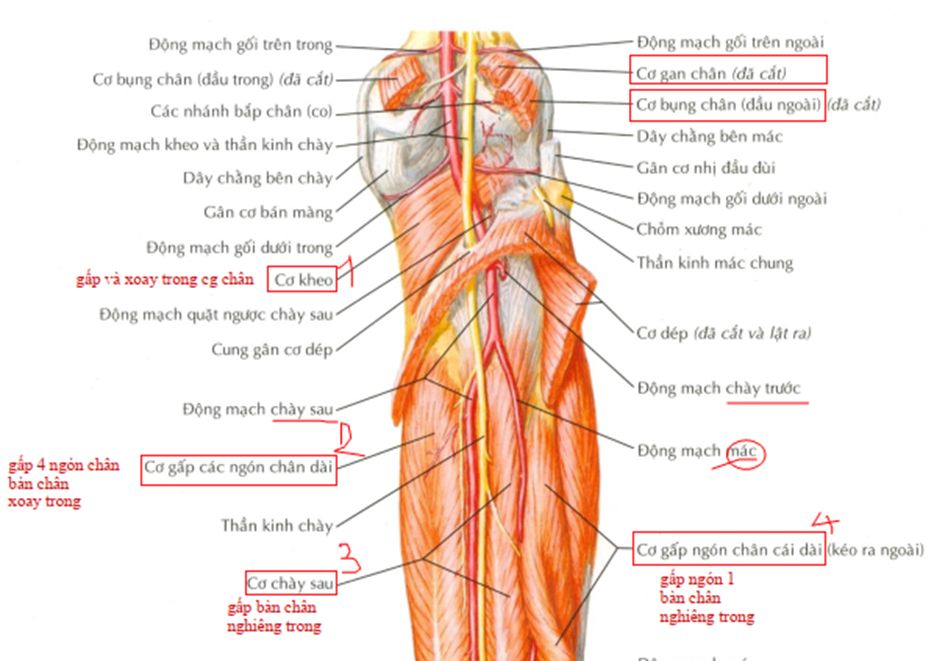 Động mạch gối trên trong
Cơ bụng chân (đầu trong) (đã cắt)
Các nhánh bắp chân (co)
Động mạch kheo và thần kinh chày
Dây chằng bên chày
Gân cơ bán màng
Động mạch gối dưới trong
gấp và xoay trong cg chân
Cơ kheo
1
Động mạch quặt ngược chày sau
Cung gân cơ dép
Động mạch chày sau
gấp 4 ngón chân
bàn chân
xoay trong
Cơ gấp các ngón chân dài
Thần kinh chày
3
Cơ chày sau
gấp bàn chân
nghiêng trong
Động mạch gối trên ngoài
Cơ gan chân (đã cắt)
Cơ bụng chân (đầu ngoài) (đã cắt)
Dây chằng bên mác
Gân cơ nhị đầu đùi
Động mạch gối dưới ngoài
Chỏm xương mác
Thần kinh mác chung
Cơ dép (đã cắt và lật ra)
Động mạch chày trước
Động mạch mác
4
Cơ gấp ngón chân cái dài (kéo ra ngoài)
gấp ngón 1
bàn chân
nghiêng trong